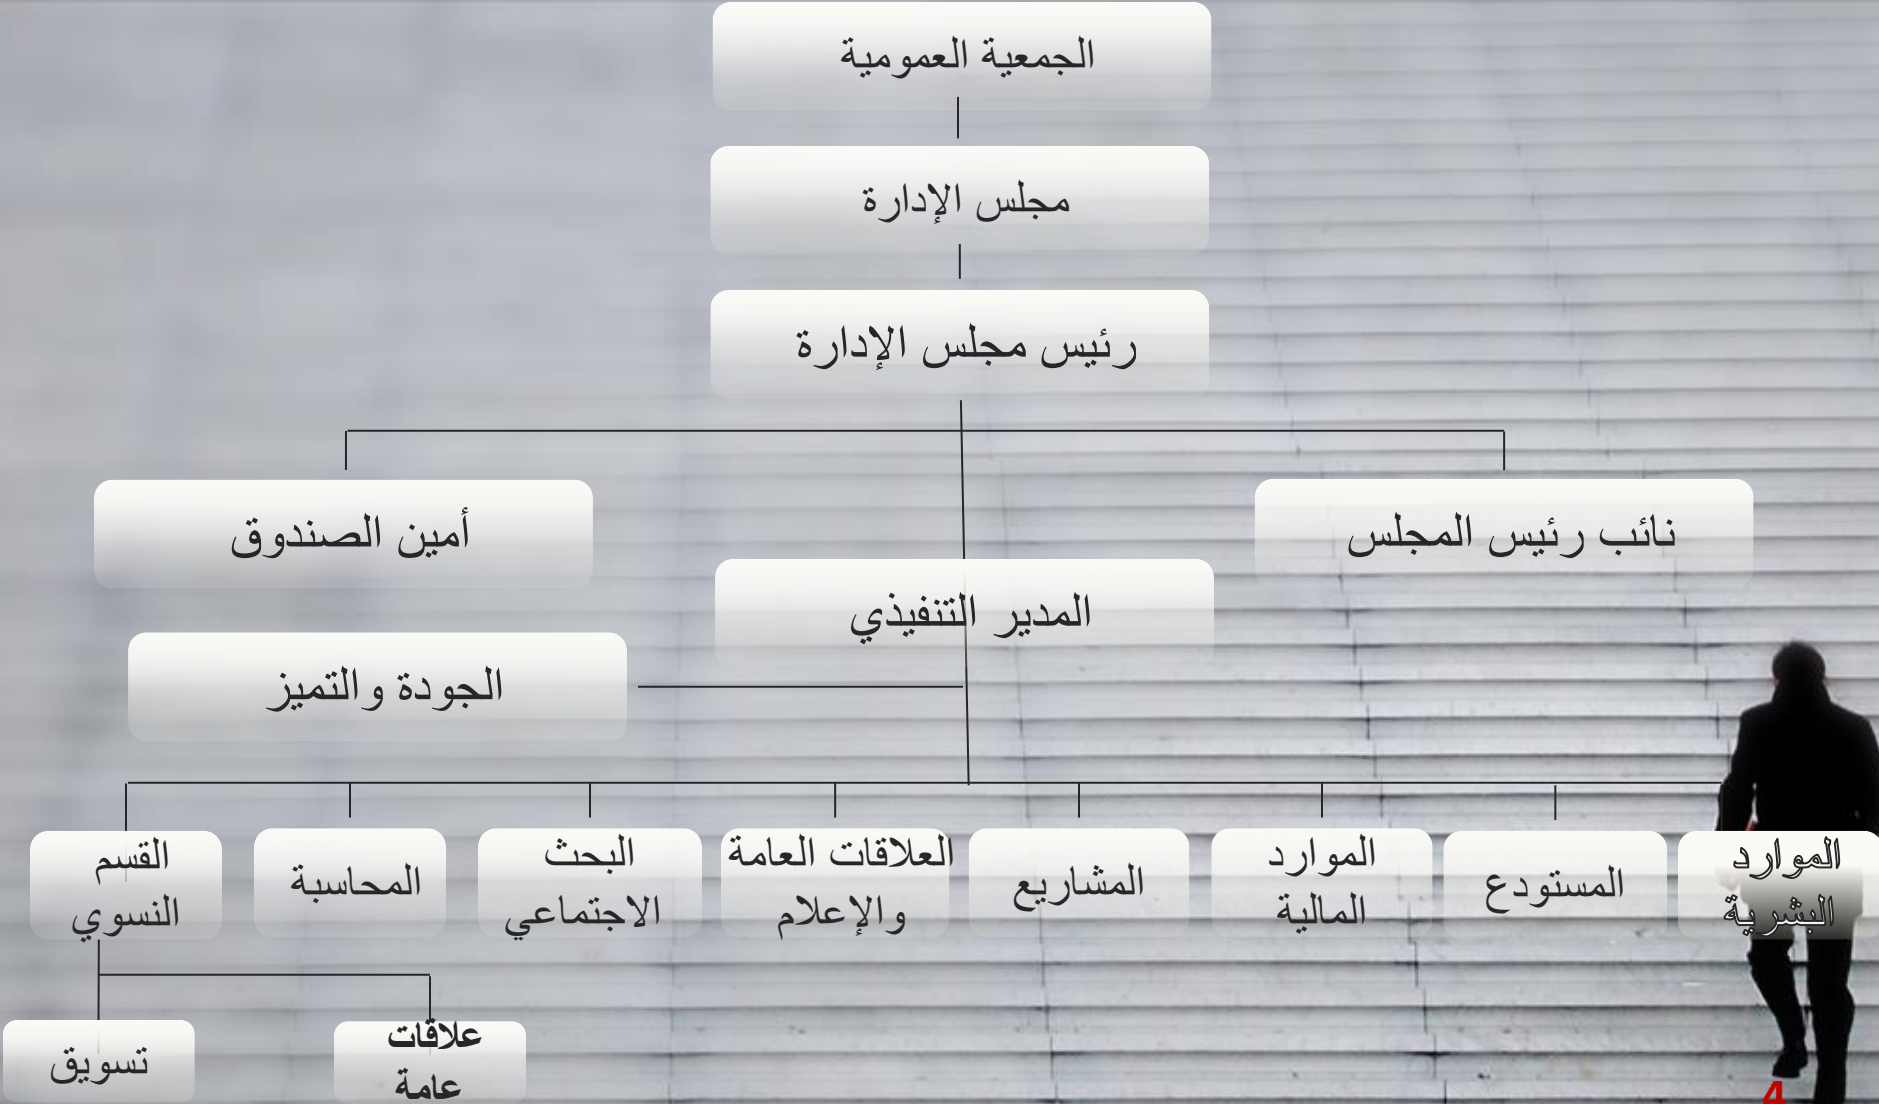 الجمعية العمومية
مجلس الإدارة
رئيس مجلس الإدارة
نائب رئيس المجلس
أمين الصندوق
المدير التنفيذي
الجودة والتميز
الموارد
البشرية
المستودع
الموارد
المالية
المشاريع
العلاقات العامة
والإعلام
البحث
الاجتماعي
المحاسبة
القسم
النسوي
علاقات
عامة
تسويق
4